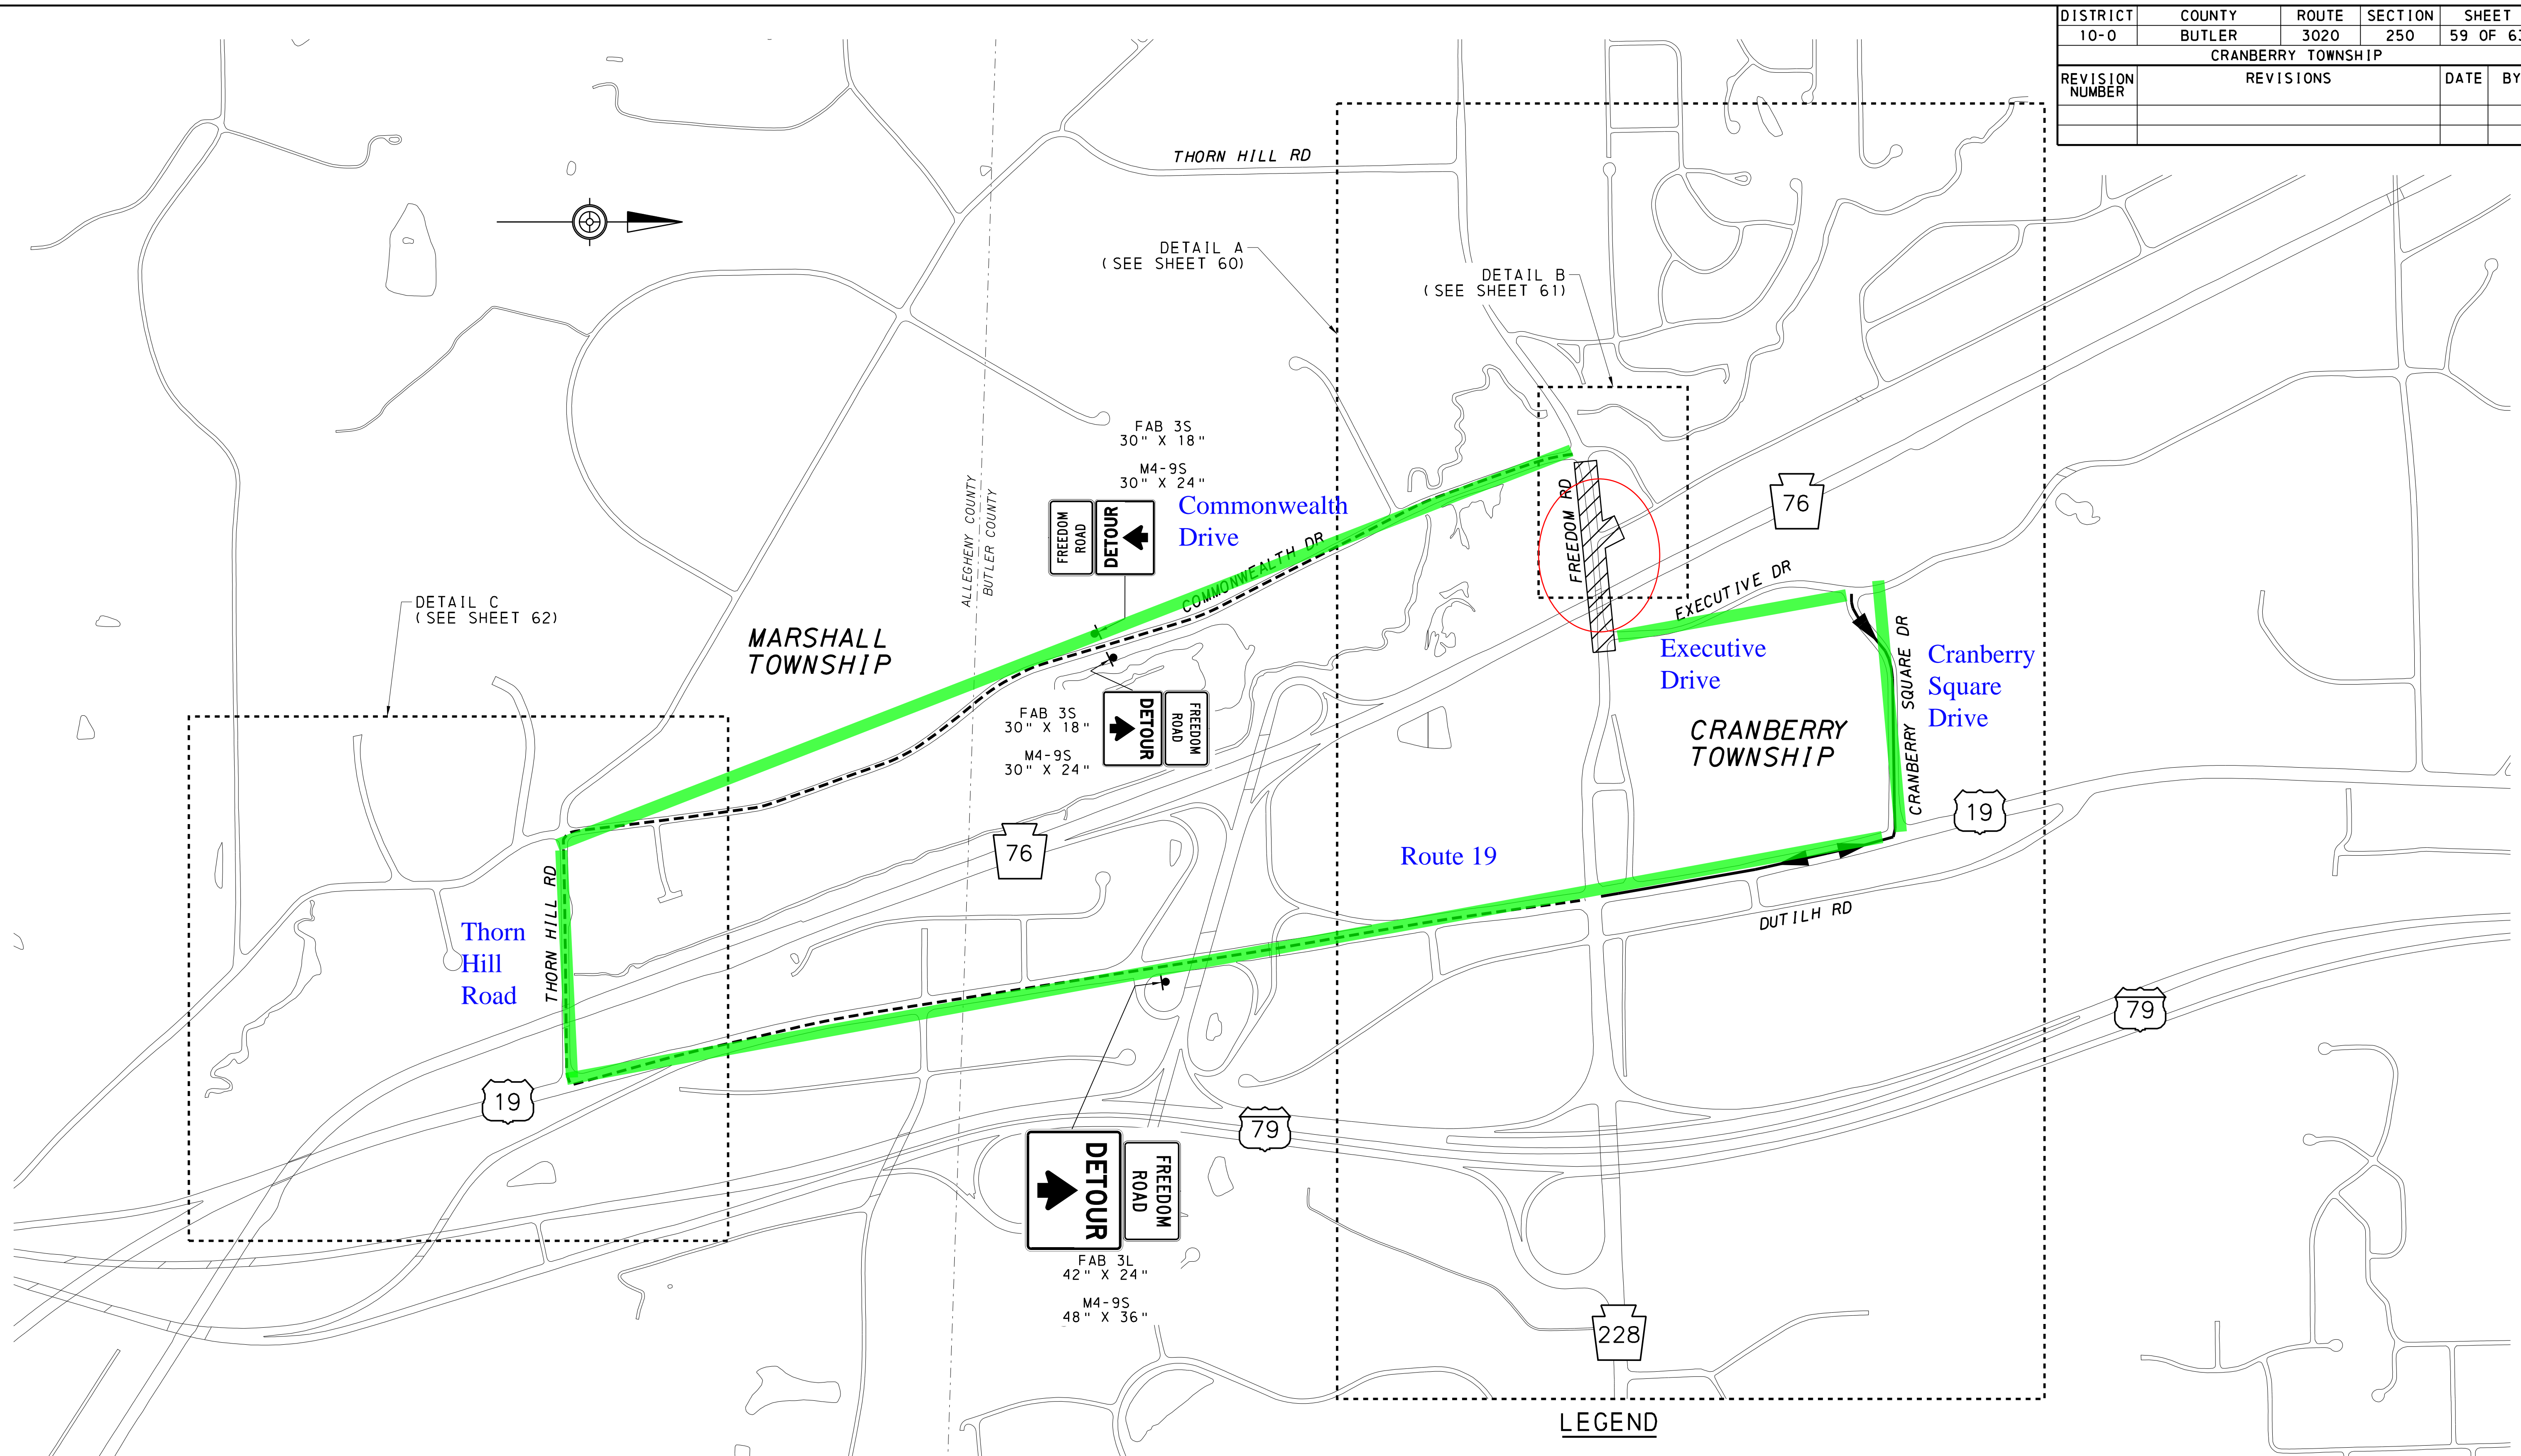 DISTRICT COUNTY ROUTE SECTION SHEET
10-0 BUTLER 3020 250 59 OF
CRANBERRY TOWNSHIP
REVISION NUMBER REVISIONS DATE BY
THORN HILL RD
DETAIL A
(SEE SHEET 60)
DETAIL B
(SEE SHEET 61)
FAB 3S
30" X 18"
M4-9S
30" X 24"
FREEDOM
ROAD
DETOUR
Commonwealth
Drive
COMMONWEALTH DR
ALLEGHENY COUNTY
BUTLER COUNTY
FREEDOM RD
76
EXECUTIVE DR
Executive
Drive
CRANBERRY SQUARE DR
Cranberry
Square
Drive
DETAIL C
(SEE SHEET 62)
MARSHALL
TOWNSHIP
FAB 3S
30" X 18"
M4-9S
30" X 24"
DETOUR
FREEDOM
ROAD
CRANBERRY
TOWNSHIP
19
76
Route 19
DUTILH RD
Thorn
Hill
Road
THORN HILL RD
19
79
79
DETOUR
FREEDOM
ROAD
FAB 3L
42" X 24"
M4-9S
48" X 36"
228
LEGEND